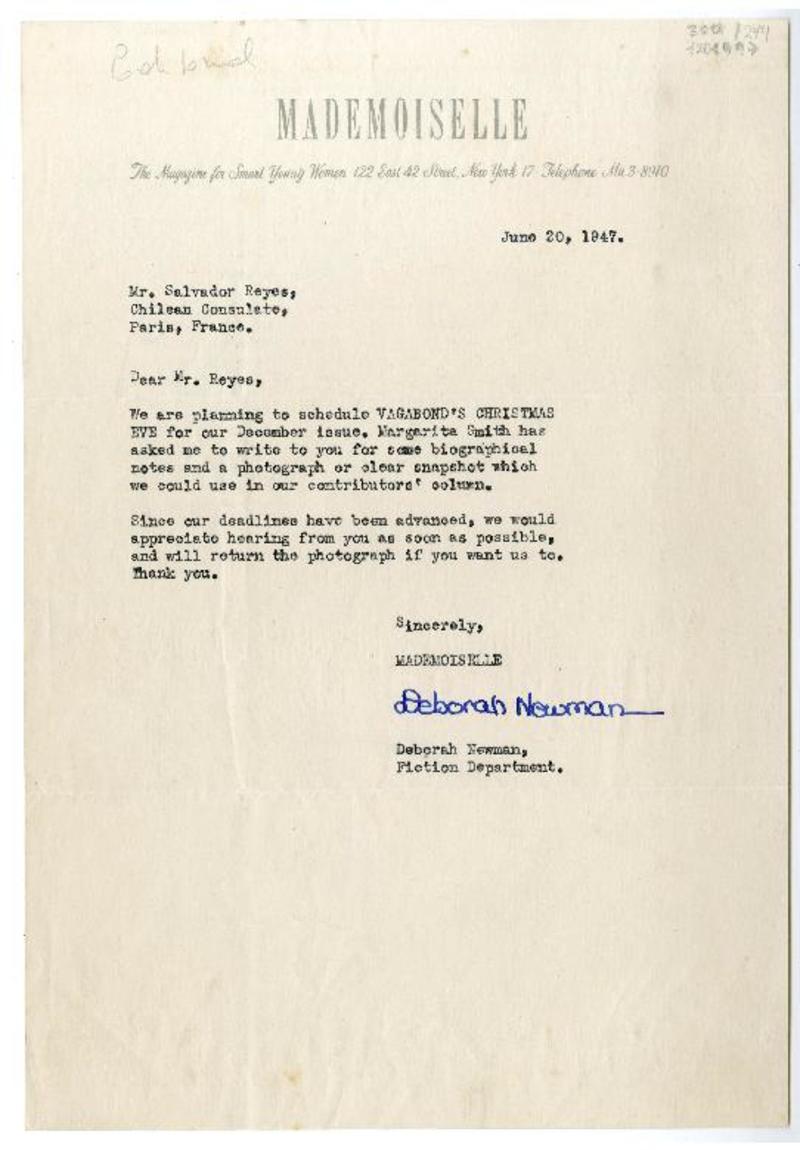 MADEMOISELLE
The Magazine for Smart Young Women 122 East 42 Street, New York 17 Telephone Mu 3-8910
June 20, 1947.
Mr. Salvador Reyes,
Chilean Consulate,
Paris, France.
Dear Mr. Reyes,
We are planning to schedule VAGABOND'S CHRISTMAS
EVE for our December issue. Margarita Smith has
asked me to write to you for some biographical
notes and a photograph or clear snapshot which
we could use in our contributors' column.
Since our deadlines have been advanced, we would
appreciate hearing from you as soon as possible,
and will return the photograph if you want us to.
Thank you.
Sincerely,
MADEMOISELLE
Deborah Newman
Deborah Newman,
Fiction Department.